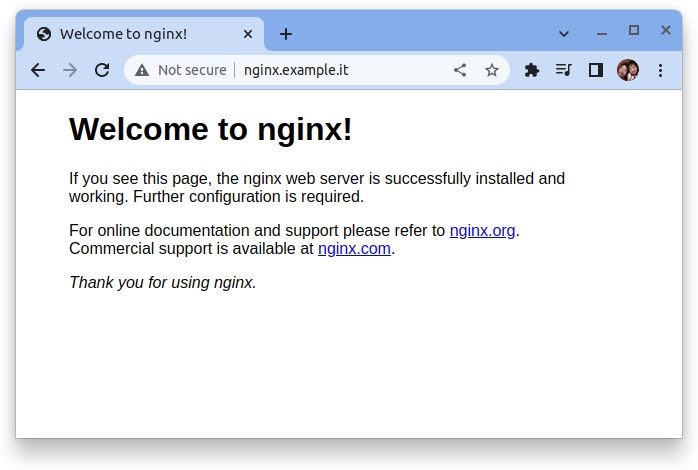 Welcome to nginx!
Not secure nginx.example.it
Welcome to nginx!
If you see this page, the nginx web server is successfully installed and
working. Further configuration is required.
For online documentation and support please refer to nginx.org.
Commercial support is available at nginx.com.
Thank you for using nginx.